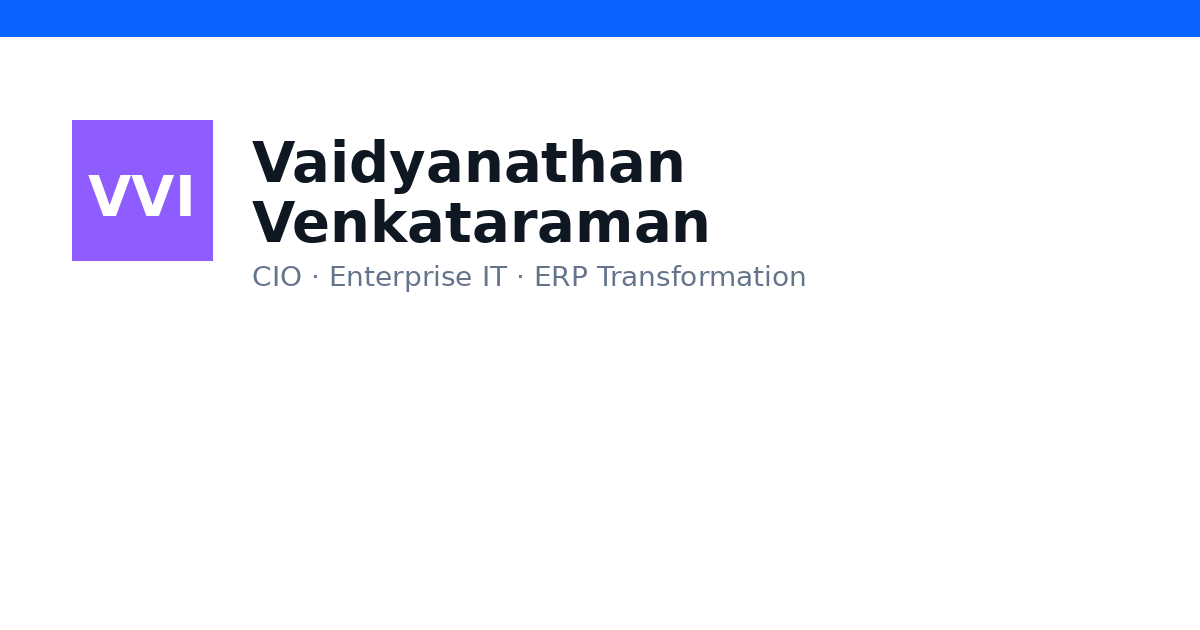 VVI
Vaidyanathan
Venkataraman
CIO · Enterprise IT · ERP Transformation